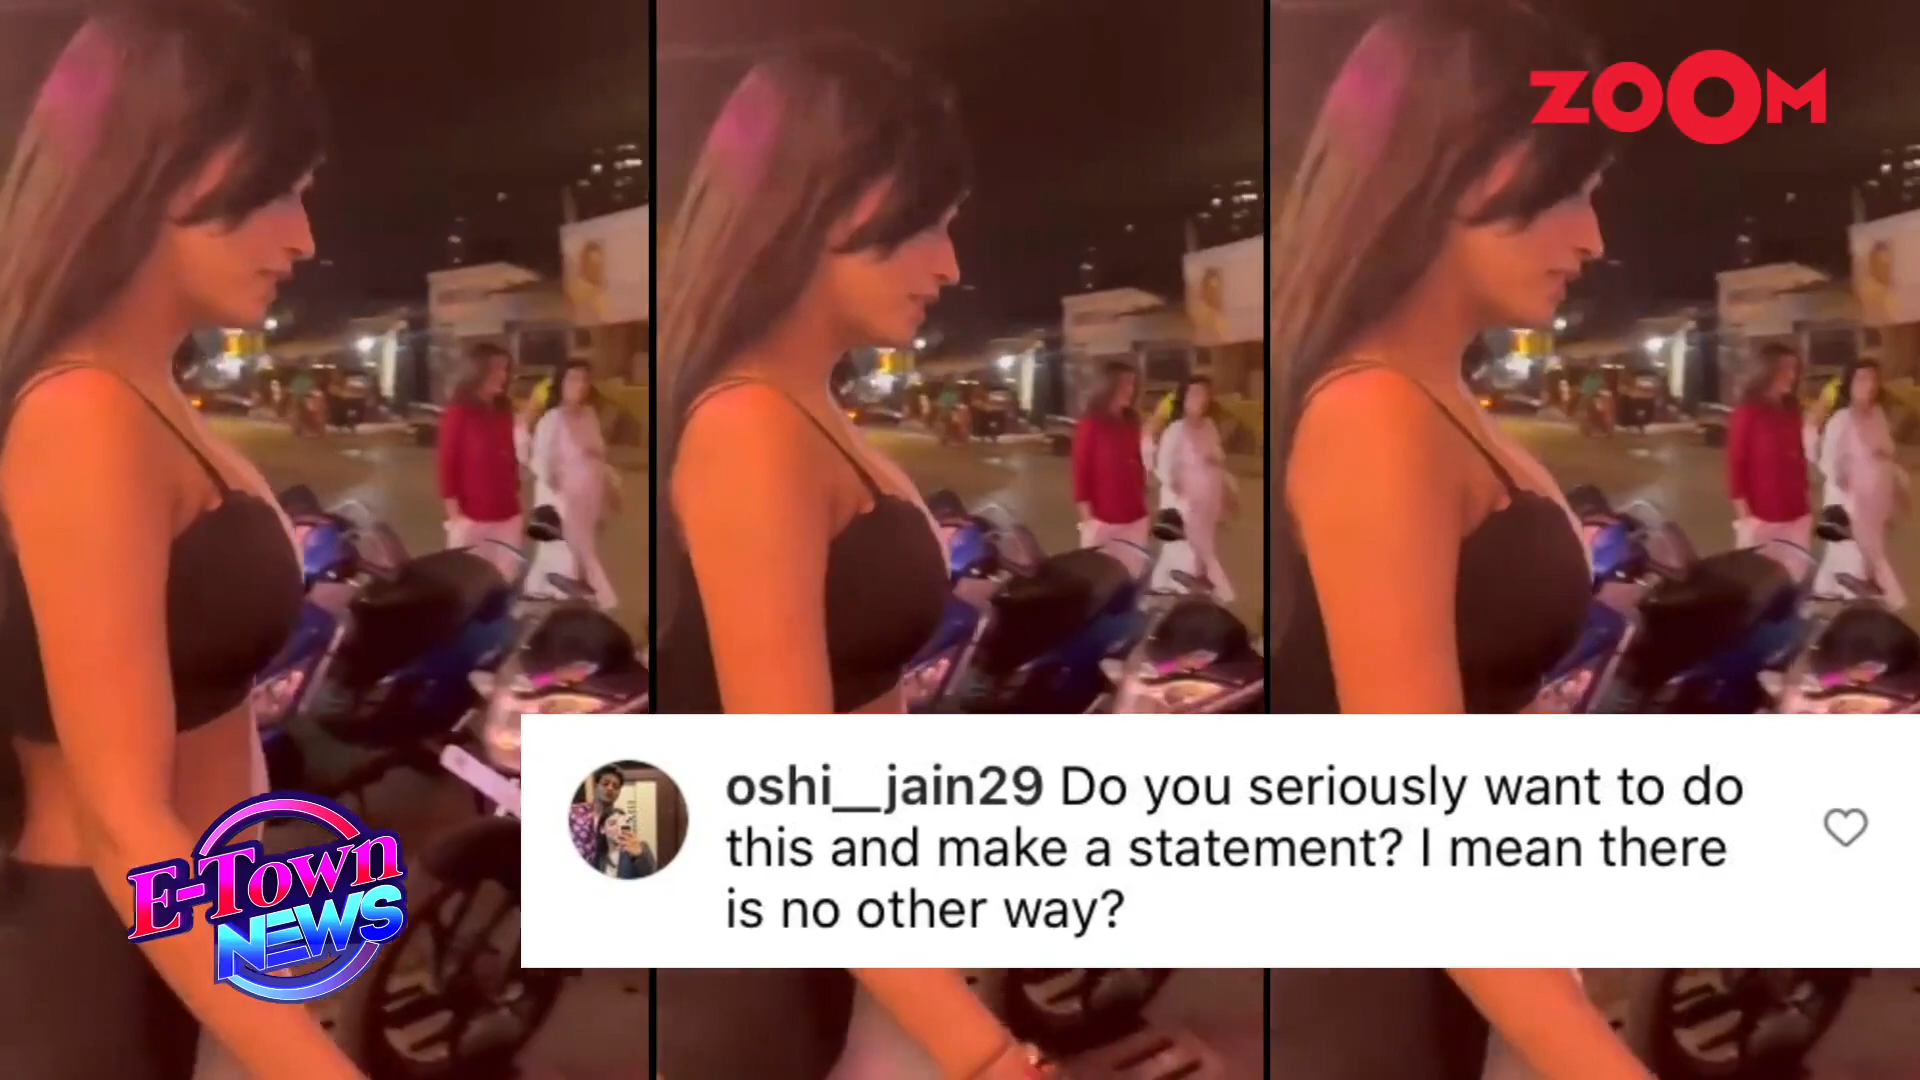 ZOOM
oshi__jain29 Do you seriously want to do
this and make a statement? I mean there
is no other way?
E-Town
NEWS